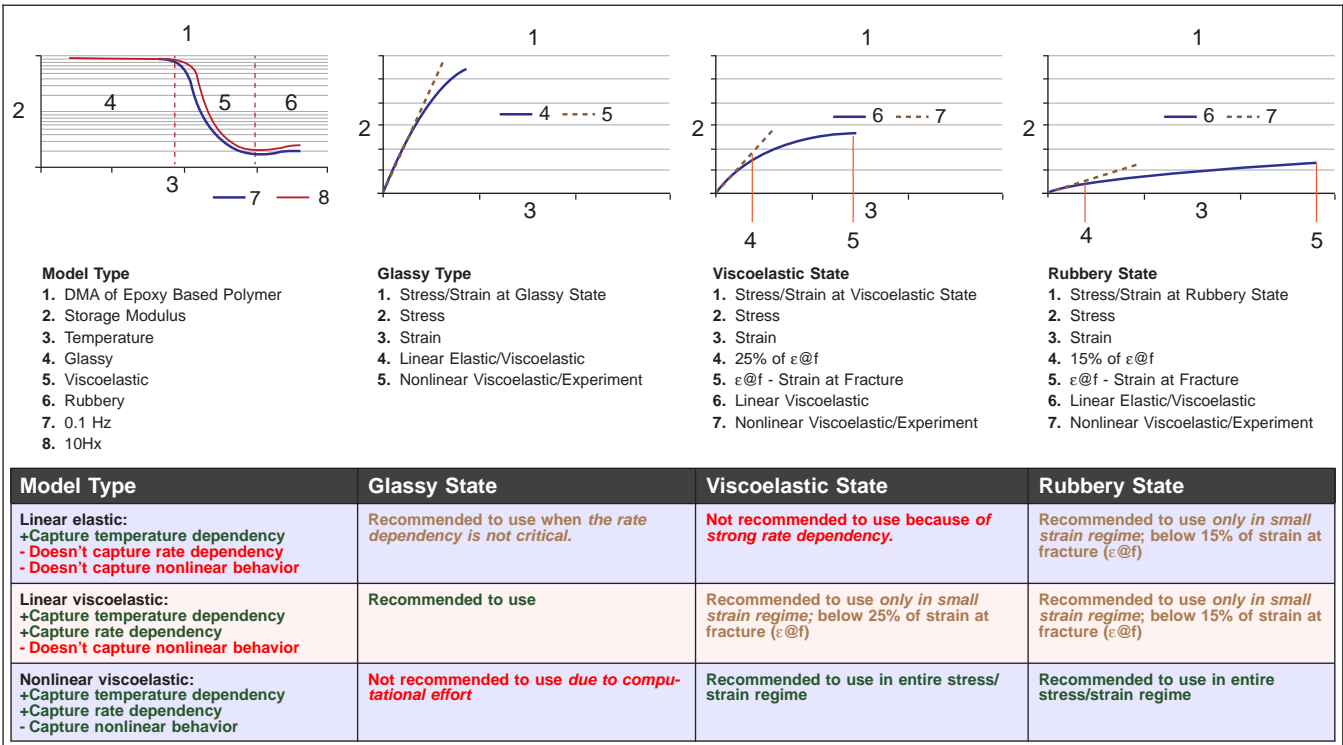 1
2
4
5
6
3
7
8
1
2
4
5
3
1
2
6
7
3
4
5
1
2
6
7
3
4
5
Model Type
1. DMA of Epoxy Based Polymer
2. Storage Modulus
3. Temperature
4. Glassy
5. Viscoelastic
6. Rubbery
7. 0.1 Hz
8. 10Hx
Glassy Type
1. Stress/Strain at Glassy State
2. Stress
3. Strain
4. Linear Elastic/Viscoelastic
5. Nonlinear Viscoelastic/Experiment
Viscoelastic State
1. Stress/Strain at Viscoelastic State
2. Stress
3. Strain
4. 25% of ε@f
5. ε@f - Strain at Fracture
6. Linear Viscoelastic
7. Nonlinear Viscoelastic/Experiment
Rubbery State
1. Stress/Strain at Rubbery State
2. Stress
3. Strain
4. 15% of ε@f
5. ε@f - Strain at Fracture
6. Linear Elastic/Viscoelastic
7. Nonlinear Viscoelastic/Experiment
Model Type
Glassy State
Viscoelastic State
Rubbery State
Linear elastic:
+Capture temperature dependency
- Doesn't capture rate dependency
- Doesn't capture nonlinear behavior
Recommended to use when the rate
dependency is not critical.
Not recommended to use because of
strong rate dependency.
Recommended to use only in small
strain regime; below 15% of strain at
fracture (ε@f)
Linear viscoelastic:
+Capture temperature dependency
+Capture rate dependency
- Doesn't capture nonlinear behavior
Recommended to use
Recommended to use only in small
strain regime; below 25% of strain at
fracture (ε@f)
Recommended to use only in small
strain regime; below 15% of strain at
fracture (ε@f)
Nonlinear viscoelastic:
+Capture temperature dependency
+Capture rate dependency
- Capture nonlinear behavior
Not recommended to use due to compu-
tational effort
Recommended to use in entire stress/
strain regime
Recommended to use in entire
stress/strain regime